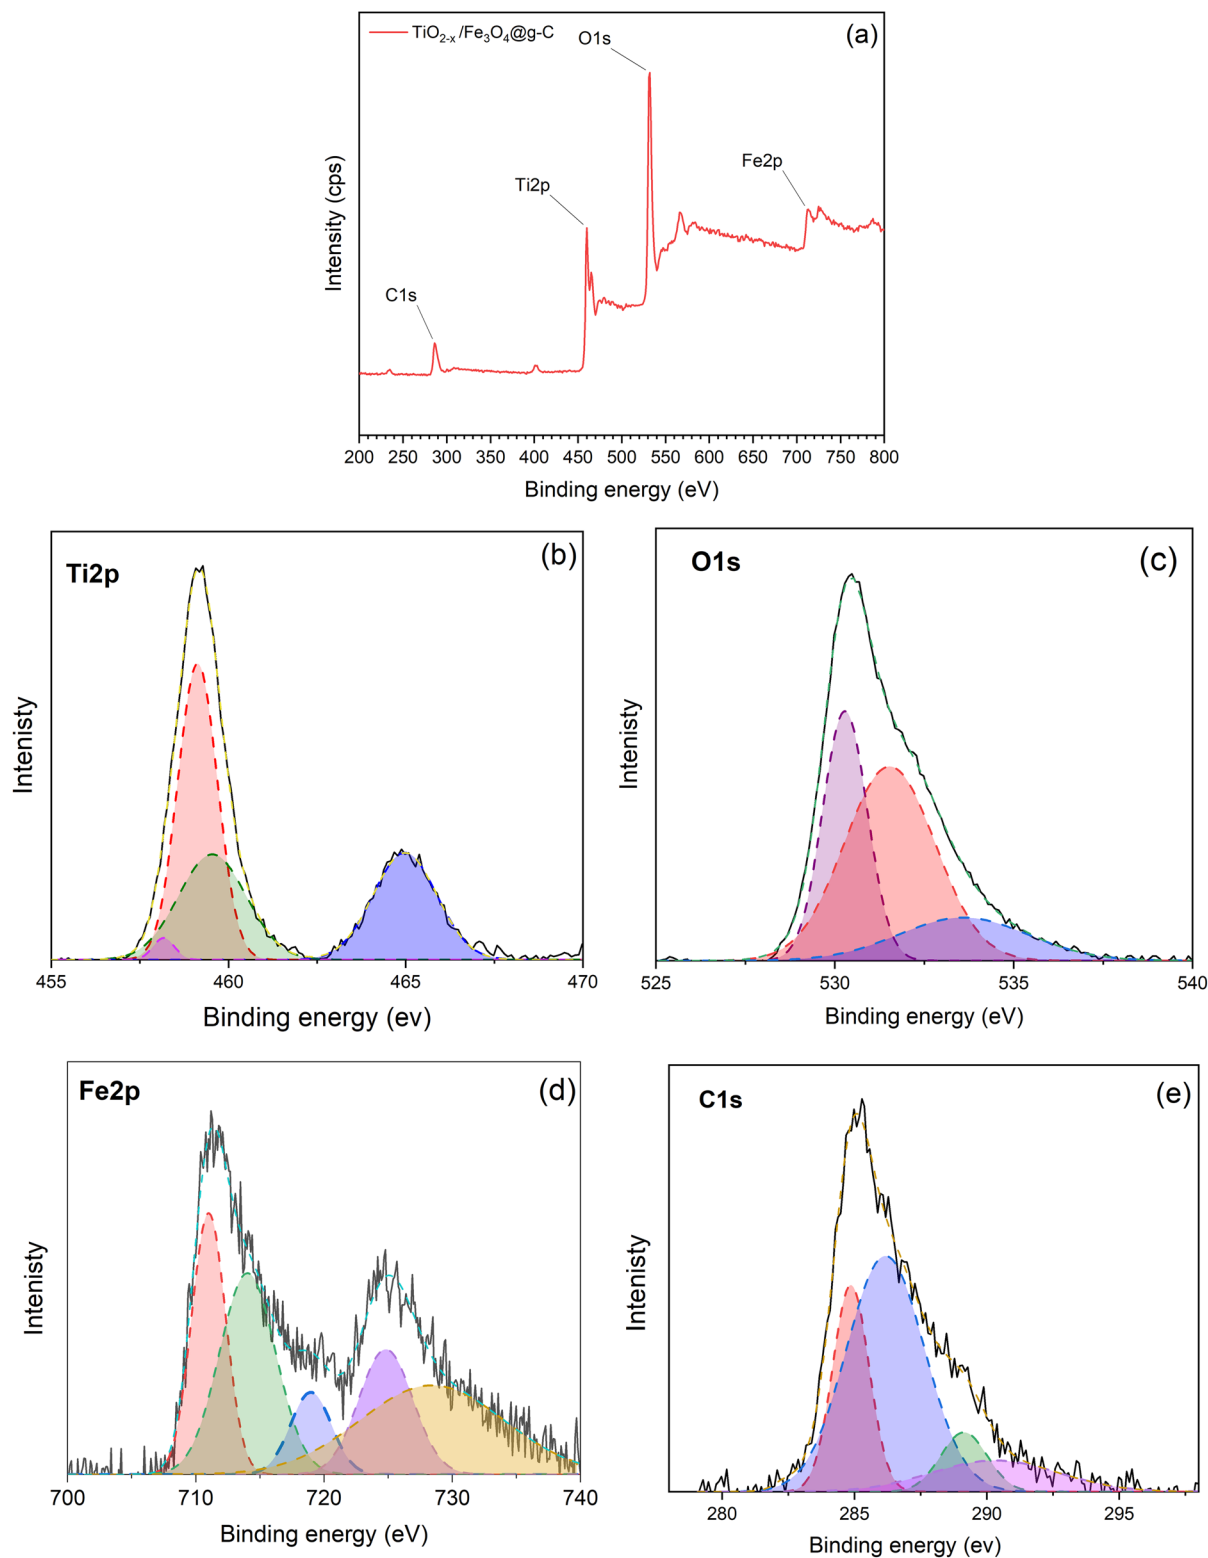 TiO2-x /Fe3O4@g-C
(a)
O1s
Fe2p
Ti2p
C1s
Intensity (cps)
200 250 300 350 400 450 500 550 600 650 700 750 800
Binding energy (eV)
Ti2p
(b)
Intenisty
455 460 465 470
Binding energy (ev)
O1s
(c)
Intenisty
525 530 535 540
Binding energy (eV)
Fe2p
(d)
Intenisty
700 710 720 730 740
Binding energy (eV)
C1s
(e)
Intenisty
280 285 290 295
Binding energy (ev)